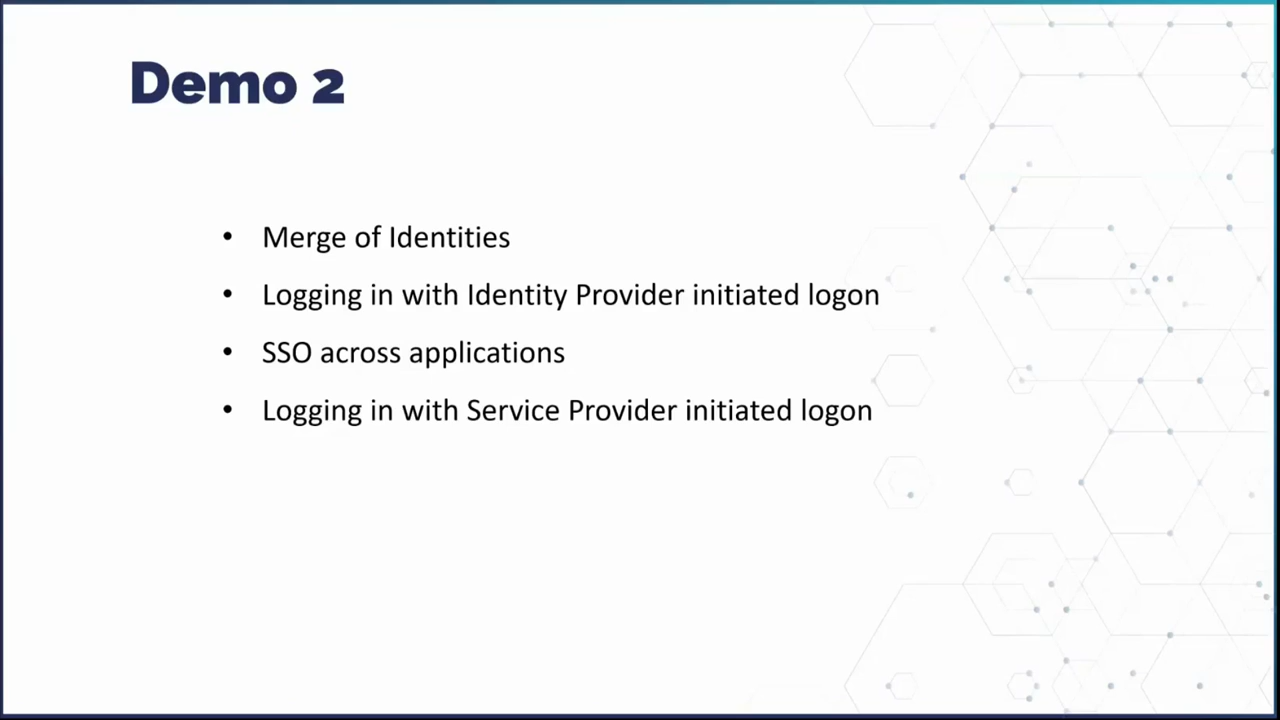 Demo 2
• Merge of Identities
• Logging in with Identity Provider initiated logon
• SSO across applications
• Logging in with Service Provider initiated logon